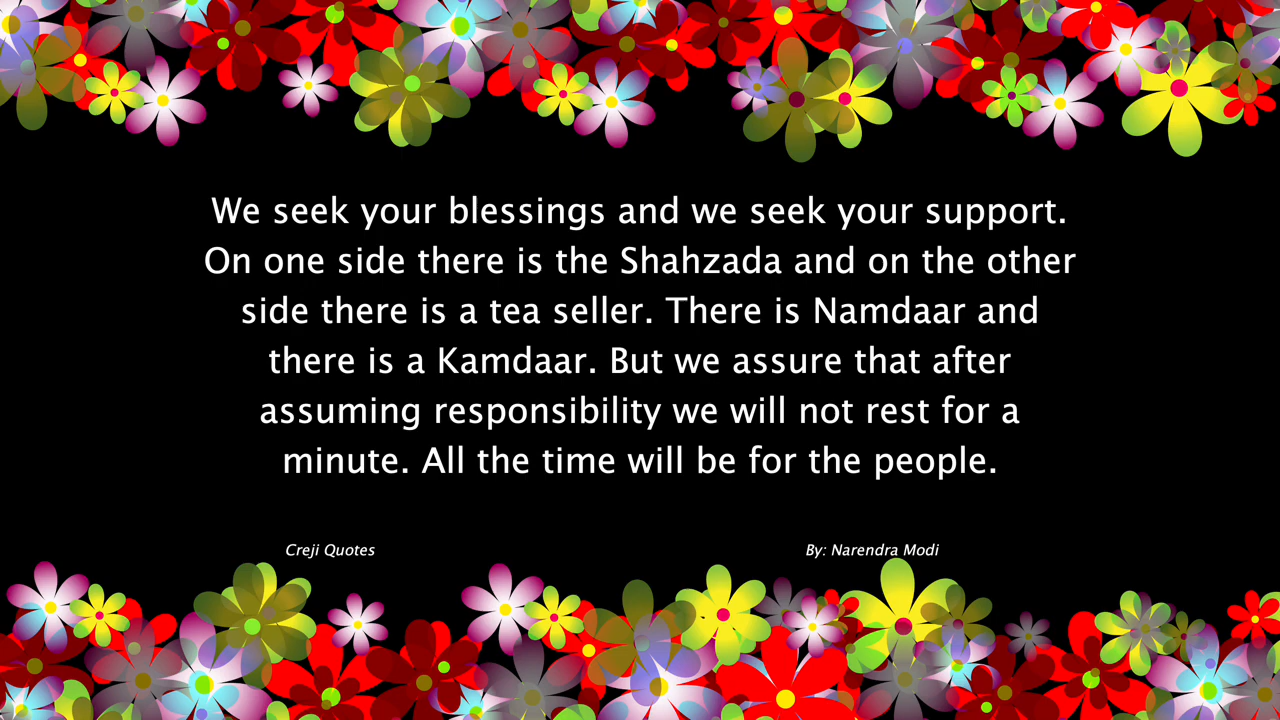 We seek your blessings and we seek your support.
On one side there is the Shahzada and on the other
side there is a tea seller. There is Namdaar and
there is a Kamdaar. But we assure that after
assuming responsibility we will not rest for a
minute. All the time will be for the people.
Creji Quotes
By: Narendra Modi